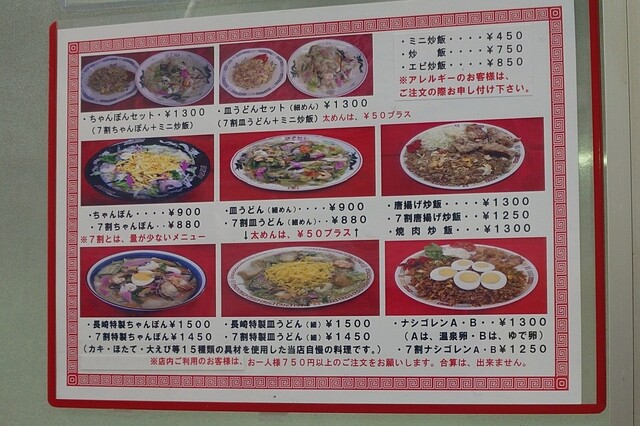 ・ミニ炒飯・・・・¥450
・炒　飯・・・・・¥750
・エビ炒飯・・・・¥850
※アレルギーのお客様は、
ご注文の際お申し付け下さい。
・ちゃんぽんセット・¥1300
（7割ちゃんぽん＋ミニ炒飯）
・皿うどんセット（細めん）¥1300
（7割皿うどん＋ミニ炒飯）太めんは、¥50プラス
・ちゃんぽん・・・・¥900
・7割ちゃんぽん・・¥880
※7割とは、量が少ないメニュー
・皿うどん（細めん）・・・・¥900
・7割皿うどん（細めん）・・¥880
↓太めんは、¥50プラス↑
・唐揚げ炒飯・・・¥1300
・7割唐揚げ炒飯・・¥1250
・焼肉炒飯・・・¥1300
・長崎特製ちゃんぽん¥1500
・7割特製ちゃんぽん¥1450
・長崎特製皿うどん（細）¥1500
・7割特製皿うどん（細）¥1450
（カキ・ほたて・大えび等15種類の具材を使用した当店自慢の料理です。）
・ナシゴレンA・B・・¥1300
（Aは、温泉卵・Bは、ゆで卵）
・7割ナシゴレンA・B¥1250
※店内ご利用のお客様は、お一人様750円以上のご注文をお願いします。合算は、出来ません。